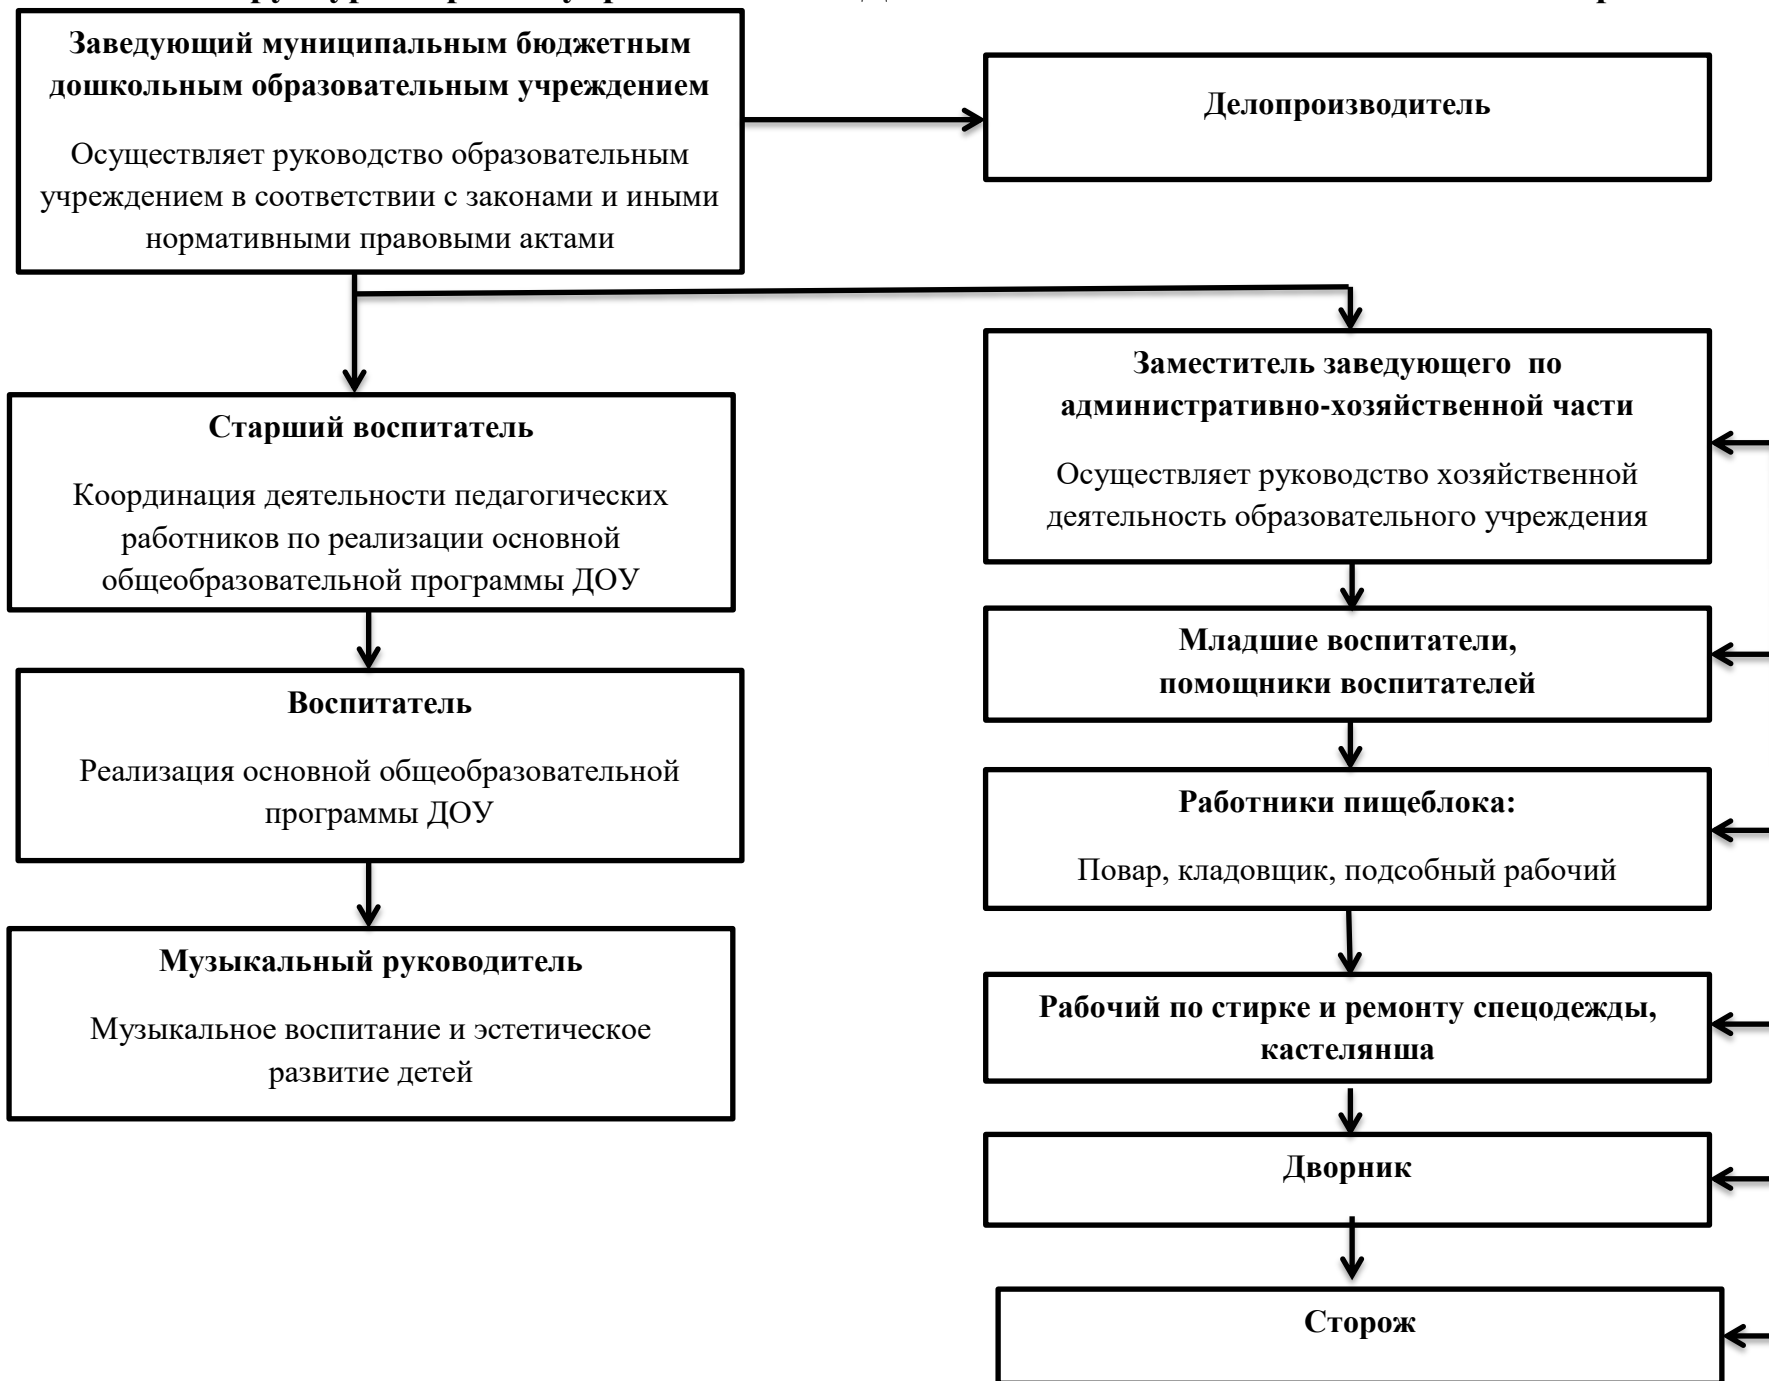 Заведующий муниципальным бюджетным
дошкольным образовательным учреждением
Осуществляет руководство образовательным
учреждением в соответствии с законами и иными
нормативными правовыми актами
Делопроизводитель
Старший воспитатель
Координация деятельности педагогических
работников по реализации основной
общеобразовательной программы ДОУ
Воспитатель
Реализация основной общеобразовательной
программы ДОУ
Музыкальный руководитель
Музыкальное воспитание и эстетическое
развитие детей
Заместитель заведующего по
административно-хозяйственной части
Осуществляет руководство хозяйственной
деятельность образовательного учреждения
Младшие воспитатели,
помощники воспитателей
Работники пищеблока:
Повар, кладовщик, подсобный рабочий
Рабочий по стирке и ремонту спецодежды,
кастелянша
Дворник
Сторож